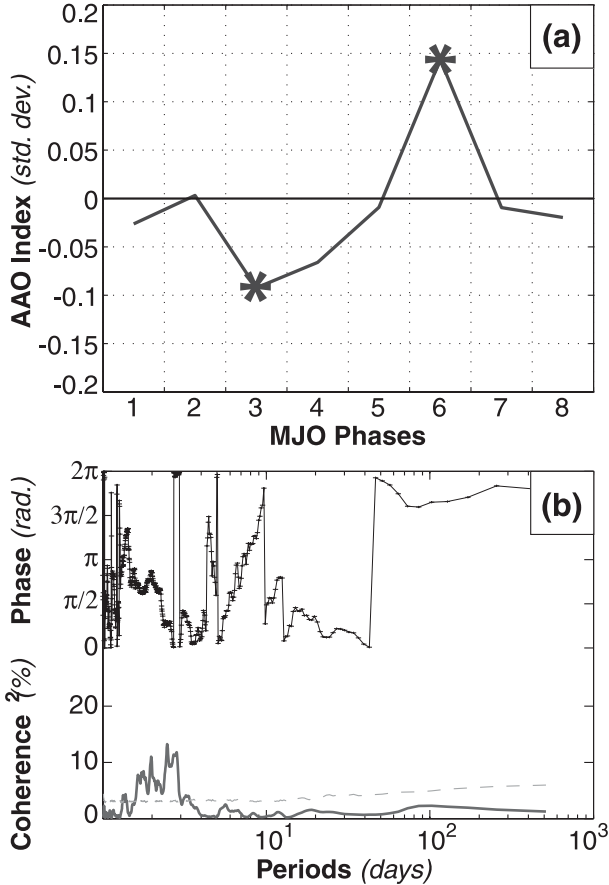 (a)
AAO Index (std. dev.)
0.2
0.15
0.1
0.05
0
-0.05
-0.1
-0.15
-0.2
1 2 3 4 5 6 7 8
MJO Phases
(b)
Phase (rad.)
2π
3π/2
π
π/2
0
Coherence ²(%)
20
10
0
10¹ 10² 10³
Periods (days)